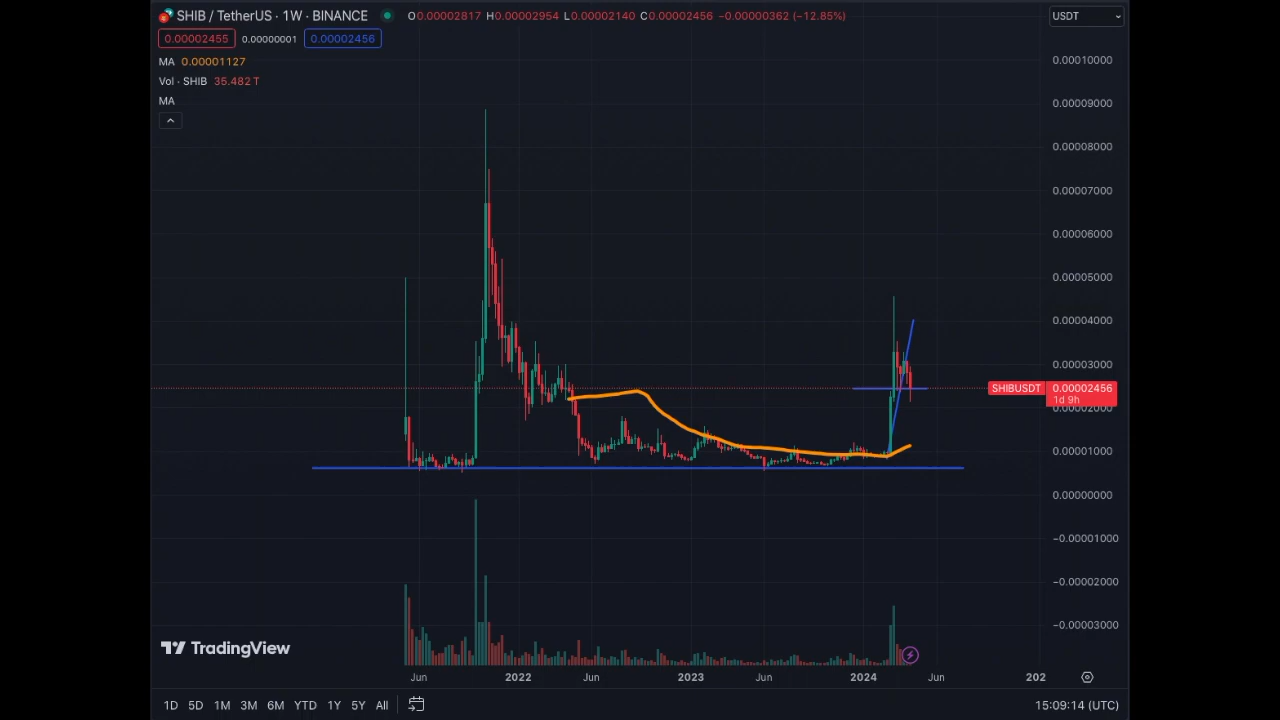 SHIB / TetherUS · 1W · BINANCE O0.00002817 H0.00002954 L0.00002140 C0.00002456 −0.00000362 (−12.85%) USDT
0.00002455 0.00000001 0.00002456
MA 0.00001127
Vol · SHIB 35.482 T
MA
0.00010000
0.00009000
0.00008000
0.00007000
0.00006000
0.00005000
0.00004000
0.00003000
SHIBUSDT 0.00002456
1d 9h
0.00002000
0.00001000
0.00000000
−0.00001000
−0.00002000
−0.00003000
TradingView
Jun 2022 Jun 2023 Jun 2024 Jun 202
1D 5D 1M 3M 6M YTD 1Y 5Y All 15:09:14 (UTC)